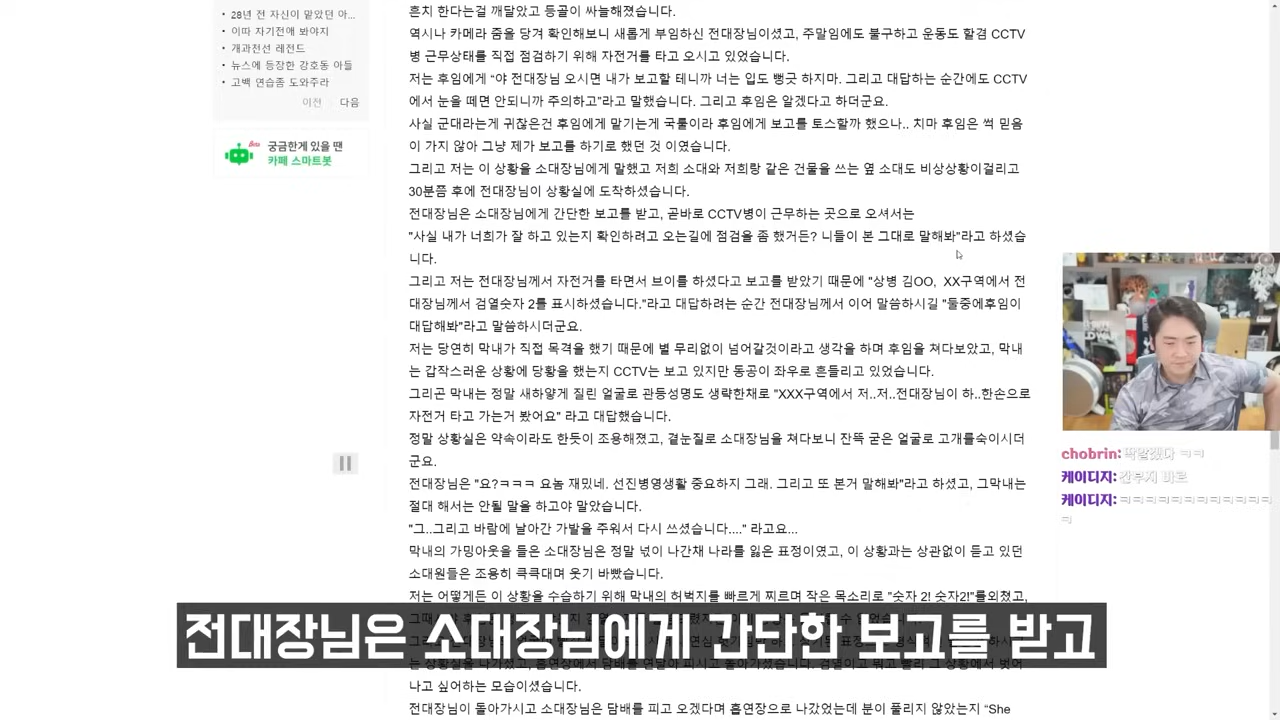 28년 전 자신이 맡았던 아...
이따 자기전에 봐야지
개과천선 레전드
뉴스에 등장한 강호동 아들
고백 연습좀 도와주라
이전 다음
궁금한게 있을 땐 Beta
카페 스마트봇
흔치 한다는걸 깨달았고 등골이 싸늘해졌습니다.
역시나 카메라 줌을 당겨 확인해보니 새롭게 부임하신 전대장님이셨고, 주말임에도 불구하고 운동도 할겸 CCTV
병 근무상태를 직접 점검하기 위해 자전거를 타고 오시고 있었습니다.
저는 후임에게 “야 전대장님 오시면 내가 보고할 테니까 너는 입도 뻥긋 하지마. 그리고 대답하는 순간에도 CCTV
에서 눈을 떼면 안되니까 주의하고”라고 말했습니다. 그리고 후임은 알겠다고 하더군요.
사실 군대라는게 귀찮은건 후임에게 맡기는게 국룰이라 후임에게 보고를 토스할까 했으나.. 치마 후임은 썩 믿음
이 가지 않아 그냥 제가 보고를 하기로 했던 것 이였습니다.
그리고 저는 이 상황을 소대장님에게 말했고 저희 소대와 저희랑 같은 건물을 쓰는 옆 소대도 비상상황이걸리고
30분쯤 후에 전대장님이 상황실에 도착하셨습니다.
전대장님은 소대장님에게 간단한 보고를 받고, 곧바로 CCTV병이 근무하는 곳으로 오셔서는
"사실 내가 너희가 잘 하고 있는지 확인하려고 오는길에 점검을 좀 했거든? 니들이 본 그대로 말해봐"라고 하셨습
니다.
그리고 저는 전대장님께서 자전거를 타면서 브이를 하셨다고 보고를 받았기 때문에 "상병 김OO, XX구역에서 전
대장님께서 검열숫자 2를 표시하셨습니다."라고 대답하려는 순간 전대장님께서 이어 말씀하시길 "둘중에후임이
대답해봐"라고 말씀하시더군요.
저는 당연히 막내가 직접 목격을 했기 때문에 별 무리없이 넘어갈것이라고 생각을 하며 후임을 쳐다보았고, 막내
는 갑작스러운 상황에 당황을 했는지 CCTV는 보고 있지만 동공이 좌우로 흔들리고 있었습니다.
그리곤 막내는 정말 새하얗게 질린 얼굴로 관등성명도 생략한채로 "XXX구역에서 저..저..전대장님이 하..한손으로
자전거 타고 가는거 봤어요" 라고 대답했습니다.
정말 상황실은 약속이라도 한듯이 조용해졌고, 곁눈질로 소대장님을 쳐다보니 잔뜩 굳은 얼굴로 고개를숙이시더
군요.
전대장님은 "요?ㅋㅋㅋ 요놈 재밌네. 선진병영생활 중요하지 그래. 그리고 또 본거 말해봐"라고 하셨고, 그막내는
절대 해서는 안될 말을 하고야 말았습니다.
"그..그리고 바람에 날아간 가발을 주워서 다시 쓰셨습니다...." 라고요...
막내의 가밍아웃을 들은 소대장님은 정말 넋이 나간채 나라를 잃은 표정이였고, 이 상황과는 상관없이 듣고 있던
소대원들은 조용히 큭큭대며 웃기 바빴습니다.
저는 어떻게든 이 상황을 수습하기 위해 막내의 허벅지를 빠르게 찌르며 작은 목소리로 "숫자 2! 숫자2!"를외쳤고,
전대장님은 소대장님에게 간단한 보고를 받고
나고 싶어하는 모습이셨습니다.
전대장님이 돌아가시고 소대장님은 담배를 피고 오겠다며 흡연장으로 나갔었는데 분이 풀리지 않았는지 “She
chobrin: 딱말겠다 ㅋㅋ
케이디지: 간부지 바로
케이디지: ㅋㅋㅋㅋㅋㅋㅋㅋㅋㅋㅋㅋㅋ
ㅋ